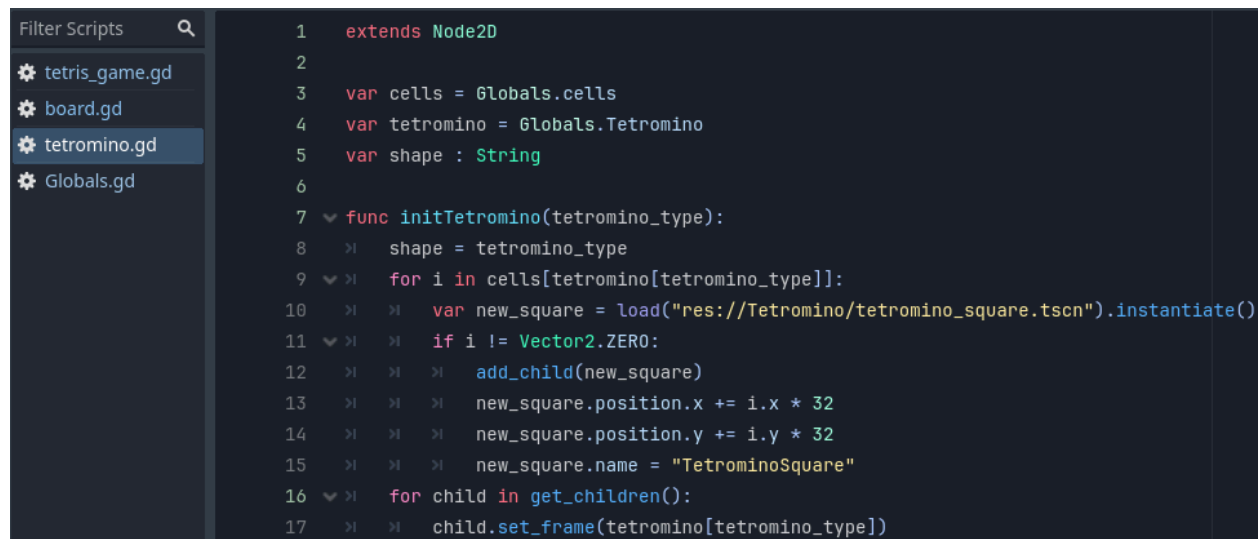 Filter Scripts
tetris_game.gd
board.gd
tetromino.gd
Globals.gd
1 extends Node2D
2
3 var cells = Globals.cells
4 var tetromino = Globals.Tetromino
5 var shape : String
6
7 func initTetromino(tetromino_type):
8 shape = tetromino_type
9 for i in cells[tetromino[tetromino_type]]:
10 var new_square = load("res://Tetromino/tetromino_square.tscn").instantiate()
11 if i != Vector2.ZERO:
12 add_child(new_square)
13 new_square.position.x += i.x * 32
14 new_square.position.y += i.y * 32
15 new_square.name = "TetrominoSquare"
16 for child in get_children():
17 child.set_frame(tetromino[tetromino_type])